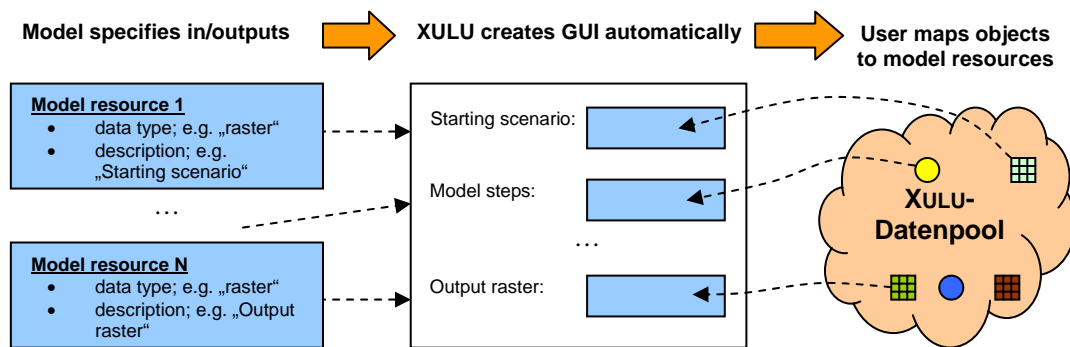 Model specifies in/outputs
XULU creates GUI automatically
User maps objects
to model resources
Model resource 1
• data type; e.g. „raster“
• description; e.g.
„Starting scenario“
…
Model resource N
• data type; e.g. „raster“
• description; e.g. „Output
raster“
Starting scenario:
Model steps:
…
Output raster:
XULU-
Datenpool